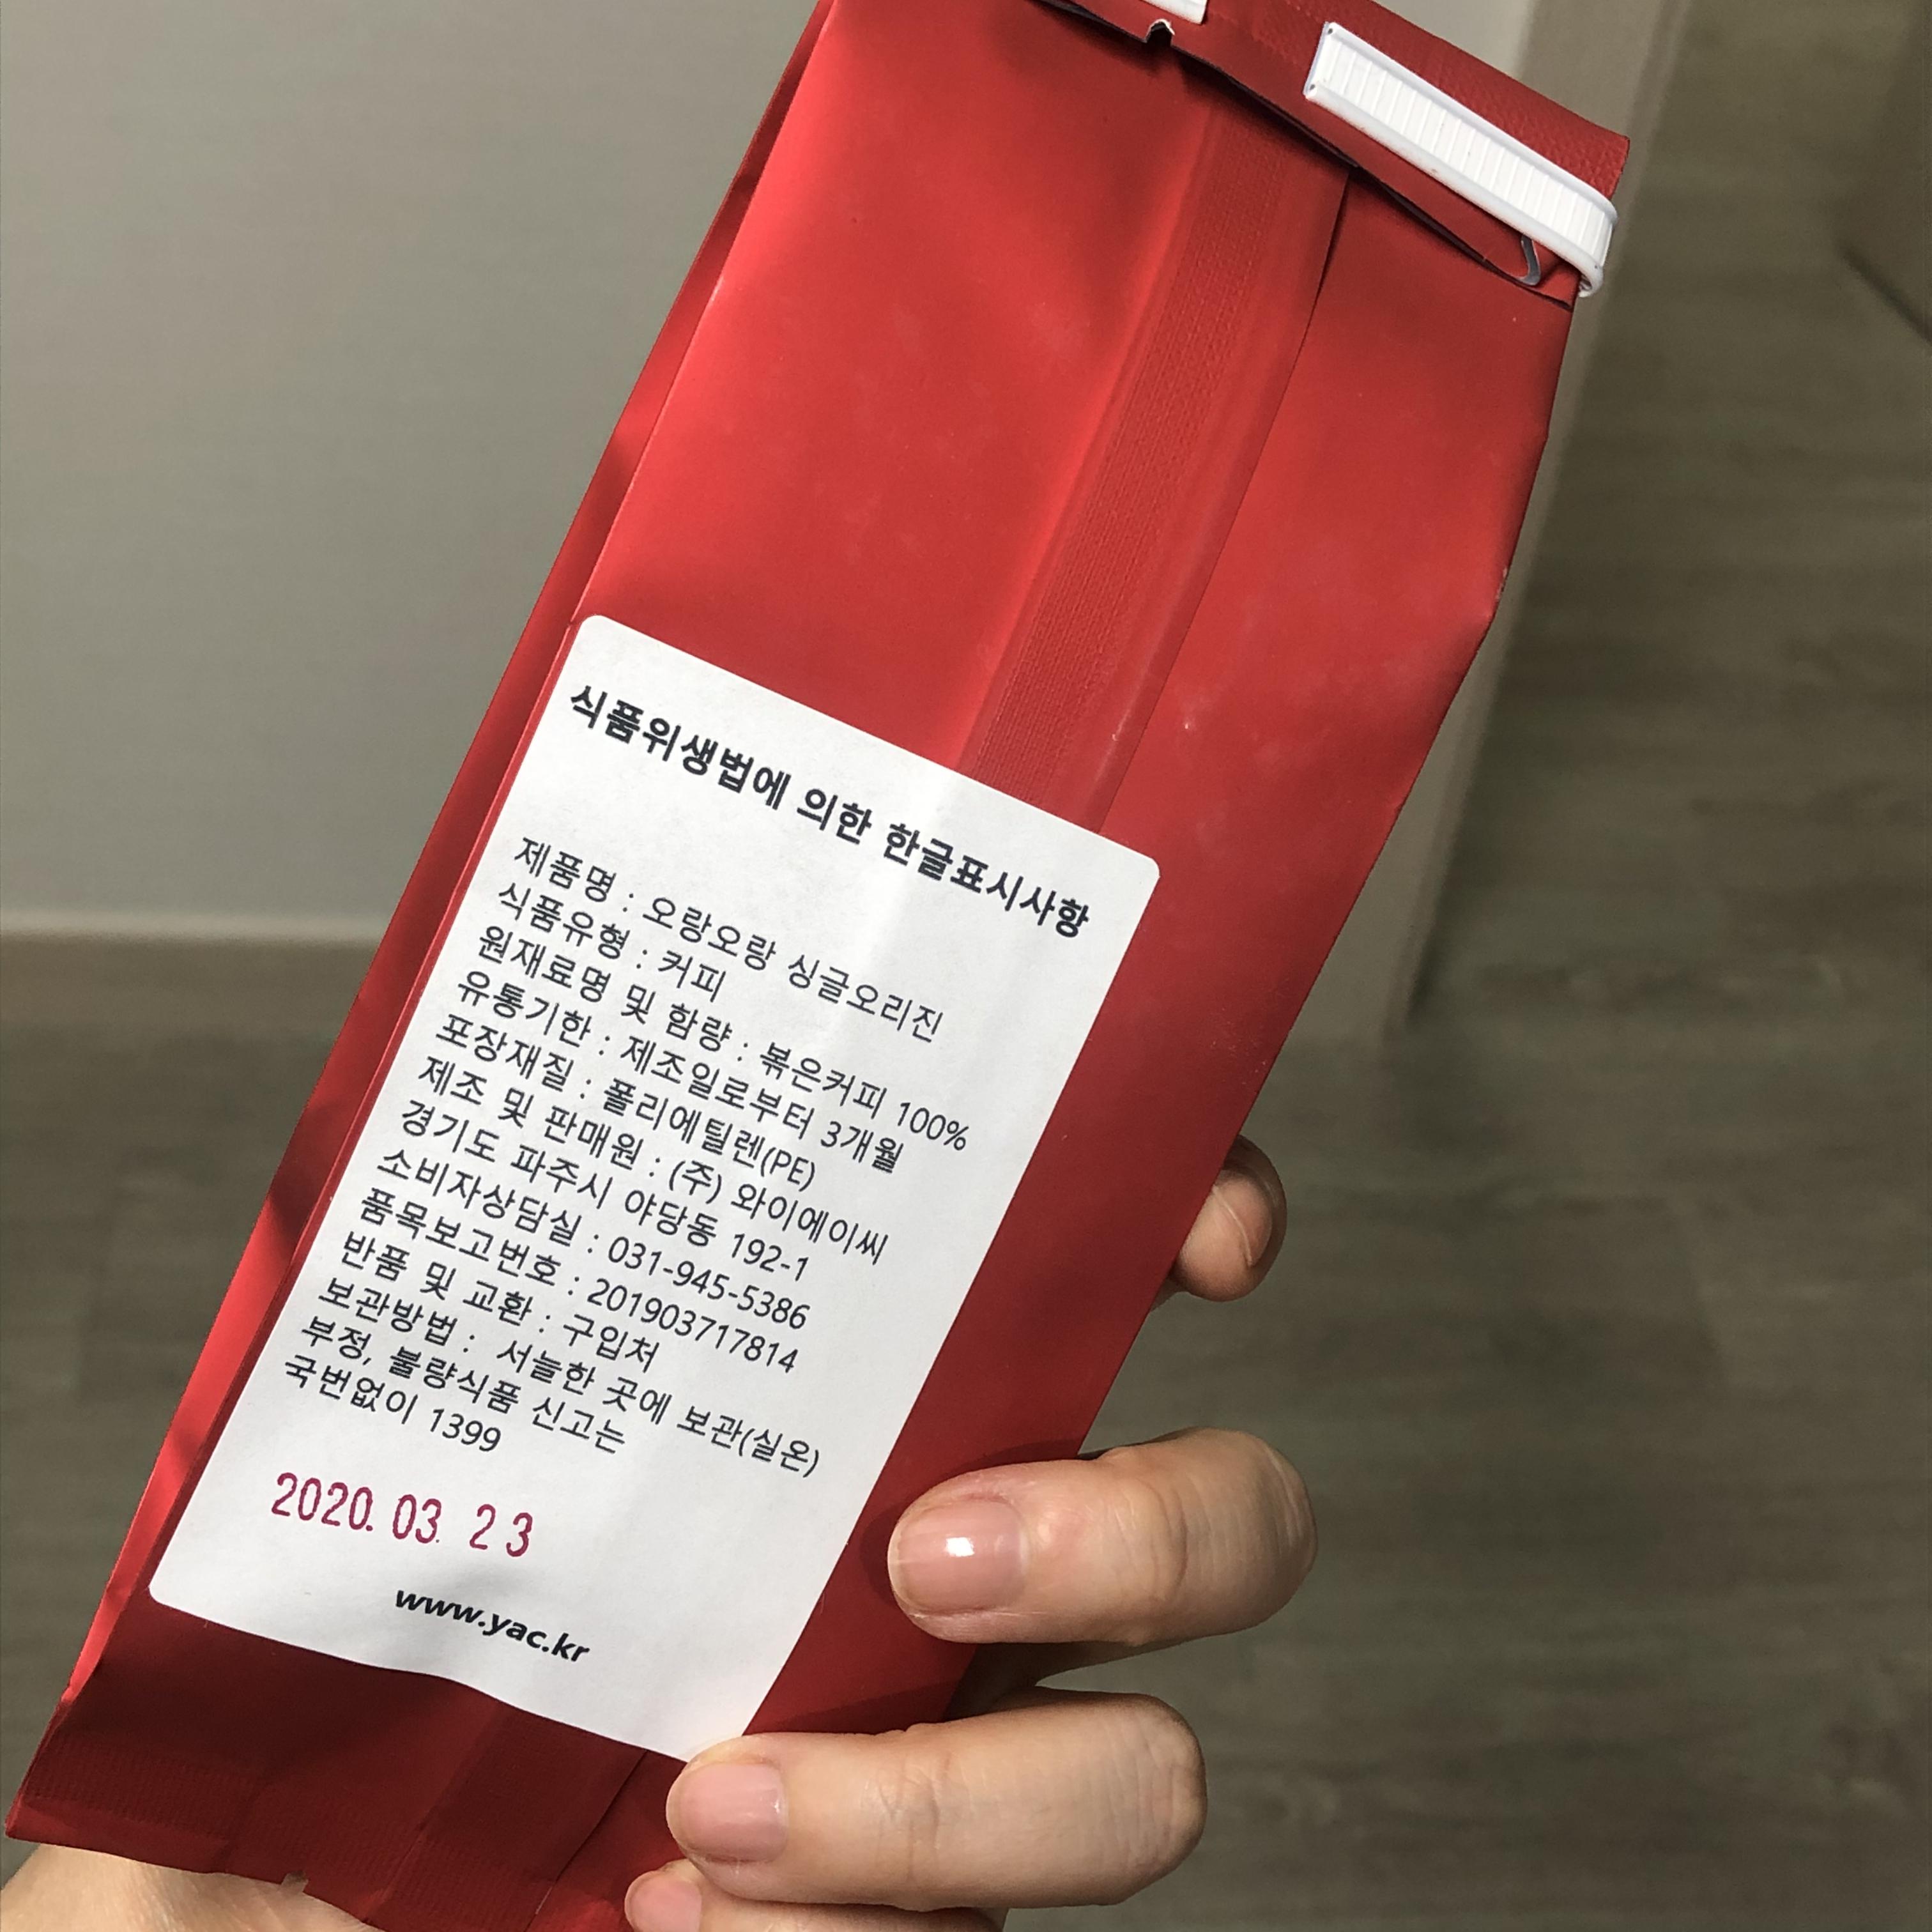 식품위생법에 의한 한글표시사항
제품명 : 오랑오랑 싱글오리진
식품유형 : 커피
원재료명 및 함량 : 볶은커피 100%
유통기한 : 제조일로부터 3개월
포장재질 : 폴리에틸렌(PE)
제조 및 판매원 : (주) 와이에이씨
경기도 파주시 야당동 192-1
소비자상담실 : 031-945-5386
품목보고번호 : 201903717814
반품 및 교환 : 구입처
보관방법 : 서늘한 곳에 보관(실온)
부정, 불량식품 신고는
국번없이 1399
2020. 03. 23
www.yac.kr